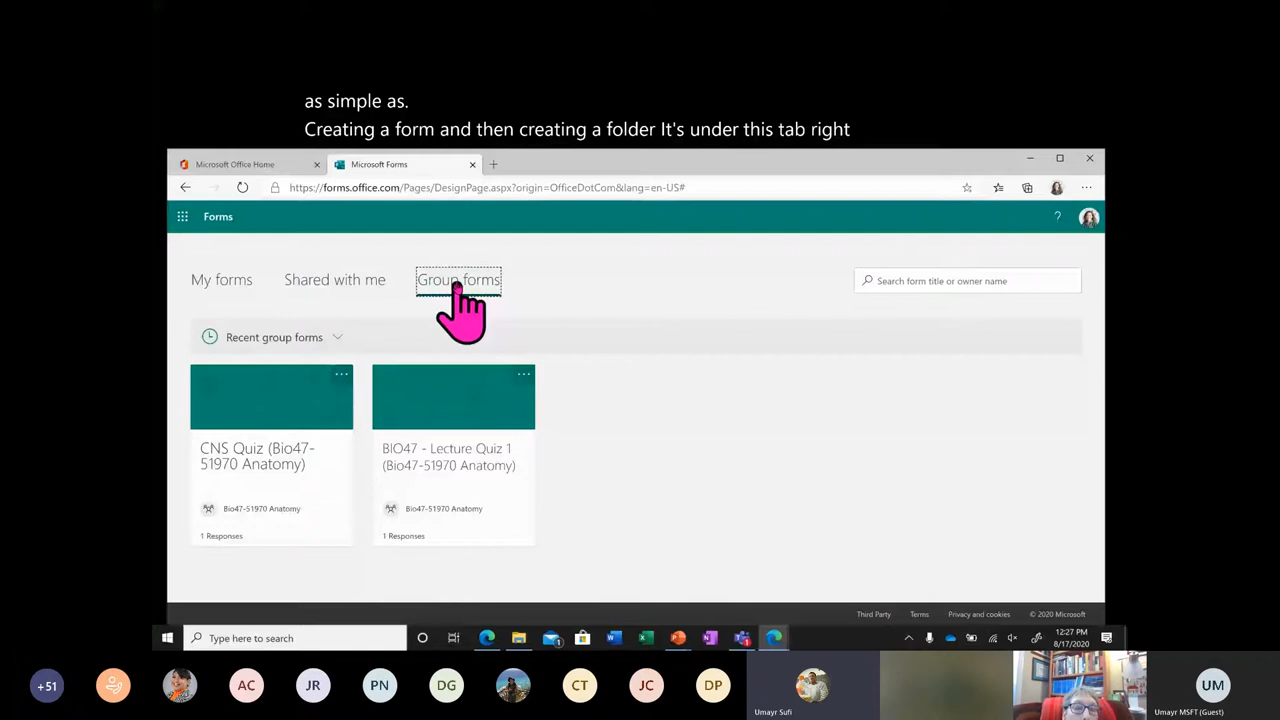 as simple as.
Creating a form and then creating a folder It's under this tab right
Microsoft Office Home
Microsoft Forms
https://forms.office.com/Pages/DesignPage.aspx?origin=OfficeDotCom&lang=en-US#
Forms
?
My forms
Shared with me
Group forms
Search form title or owner name
Recent group forms
CNS Quiz (Bio47-
51970 Anatomy)
Bio47-51970 Anatomy
1 Responses
BIO47 - Lecture Quiz 1
(Bio47-51970 Anatomy)
Bio47-51970 Anatomy
1 Responses
Third Party
Terms
Privacy and cookies
© 2020 Microsoft
Type here to search
12:27 PM
8/17/2020
+51
AC
JR
PN
DG
CT
JC
DP
Umayr Sufi
UM
Umayr MSFT (Guest)